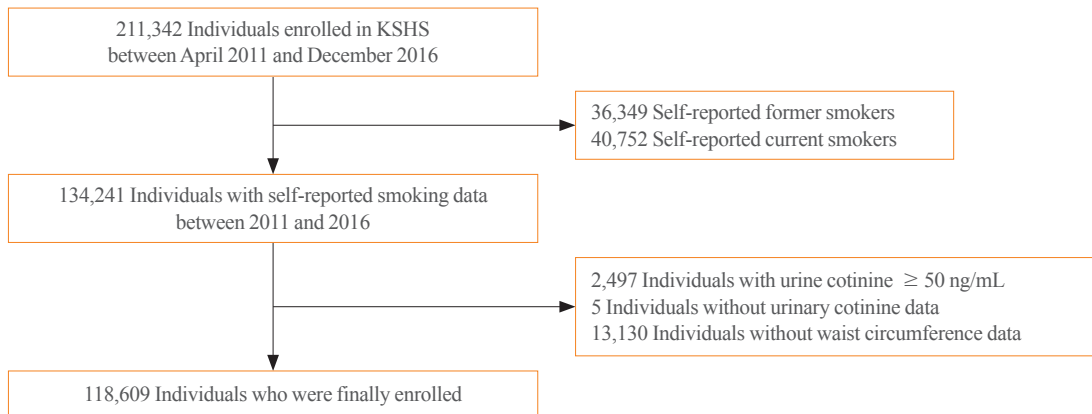 211,342 Individuals enrolled in KSHS
between April 2011 and December 2016
36,349 Self-reported former smokers
40,752 Self-reported current smokers
134,241 Individuals with self-reported smoking data
between 2011 and 2016
2,497 Individuals with urine cotinine ≥ 50 ng/mL
5 Individuals without urinary cotinine data
13,130 Individuals without waist circumference data
118,609 Individuals who were finally enrolled